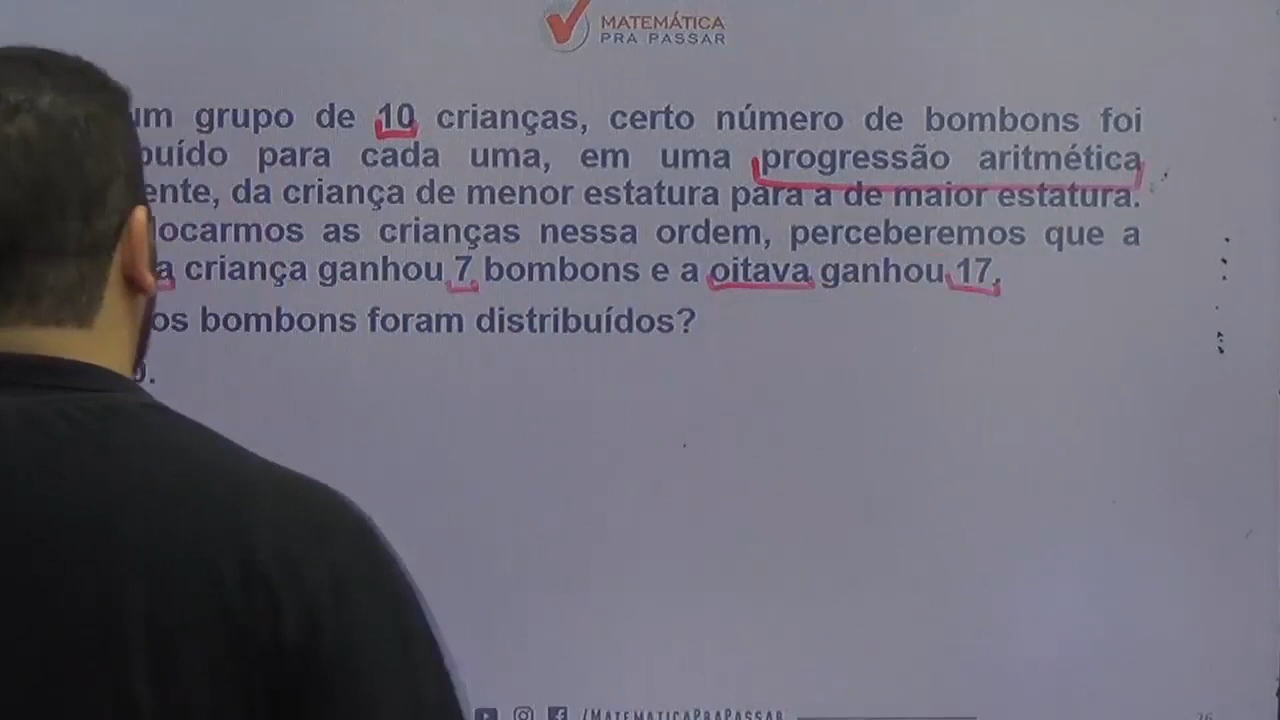 MATEMÁTICA
PRA PASSAR
um grupo de 10 crianças, certo número de bombons foi
buído para cada uma, em uma progressão aritmética
ente, da criança de menor estatura para a de maior estatura.
locarmos as crianças nessa ordem, perceberemos que a
a criança ganhou 7 bombons e a oitava ganhou 17.
os bombons foram distribuídos?
/MATEMATICAPRAPASSAR